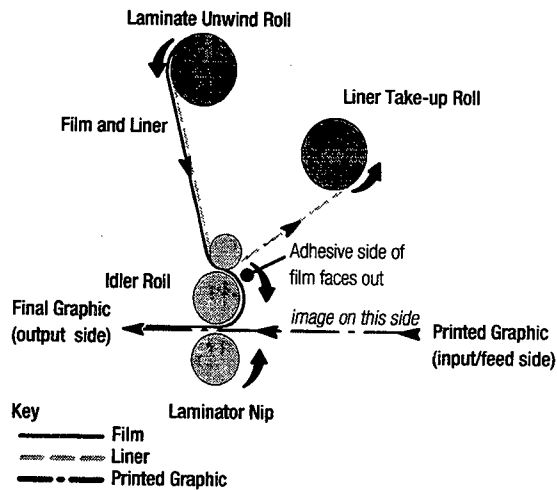 Laminate Unwind Roll
Liner Take-up Roll
Film and Liner
Adhesive side of
film faces out
Idler Roll
Final Graphic
(output side)
image on this side
Printed Graphic
(input/feed side)
Laminator Nip
Key
Film
Liner
Printed Graphic